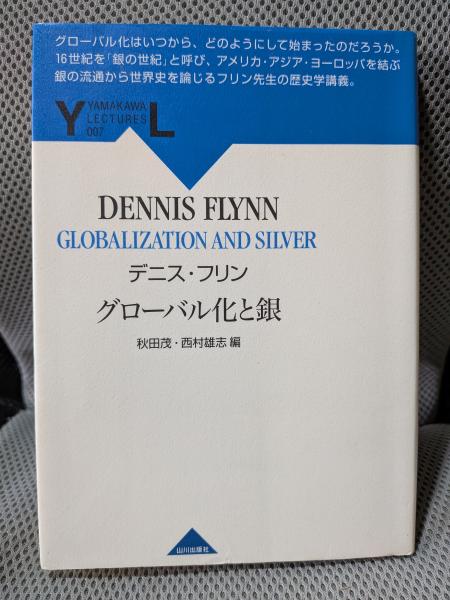 グローバル化はいつから、どのようにして始まったのだろうか。
16世紀を「銀の世紀」と呼び、アメリカ・アジア・ヨーロッパを結ぶ
銀の流通から世界史を論じるフリン先生の歴史学講義。
YAMAKAWA
Y LECTURES L
007
DENNIS FLYNN
GLOBALIZATION AND SILVER
デニス・フリン
グローバル化と銀
秋田茂・西村雄志 編
山川出版社